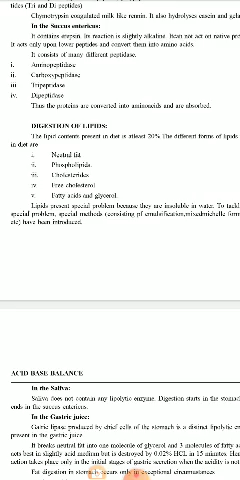 tides (Tri and Di peptides)
Chymotrypsin coagulated milk like rennin. It also hydrolyses casein and gela
In the Succus entericus:
It contains erepsin. Its reaction is slightly alkaline. It can not act on native pro
It acts only upon lower peptides and convert them into amino acids.
It consists of many different peptidase.
i. Aminopeptidase
ii. Carboxypeptidase;
iii Tripeptidase
iv. Dipeptidase
Thus the proteins are converted into aminoacids and are absorbed.
DIGESTION OF LIPIDS:
The lipid contents present in diet is atleast 20% The different forms of lipids
in diet are
i. Neutral fat
ii. Phospholipids.
iii. Cholesterides
iv. Free cholesterol
v. Fatty acids and glycerol.
Lipids present special problem because they are insoluble in water. To tackl
special problem, special methods (consisting pf emulsification,mixedmichelle form
etc) have been introduced.
ACID BASE BALANCE
In the Saliva:
Saliva does not contain any lipolytic enzyme. Digestion starts in the stomac
ends in the succus entericus.
In the Gastric juice:
Gastric lipase produced by chief cells of the stomach is a distinct lipolytic en
present in the gastric juice
It breaks neutral fat into one molecule of glycerol and 3 molecules of fatty ac
acts best in slightly acid medium but is destroyed by 0.02% HCL in 15 minutes. Hen
action takes place only in the initial stages of gastric secretion when the acidity is not
Fat digestion in stomach occurs only in exceptional circumstances